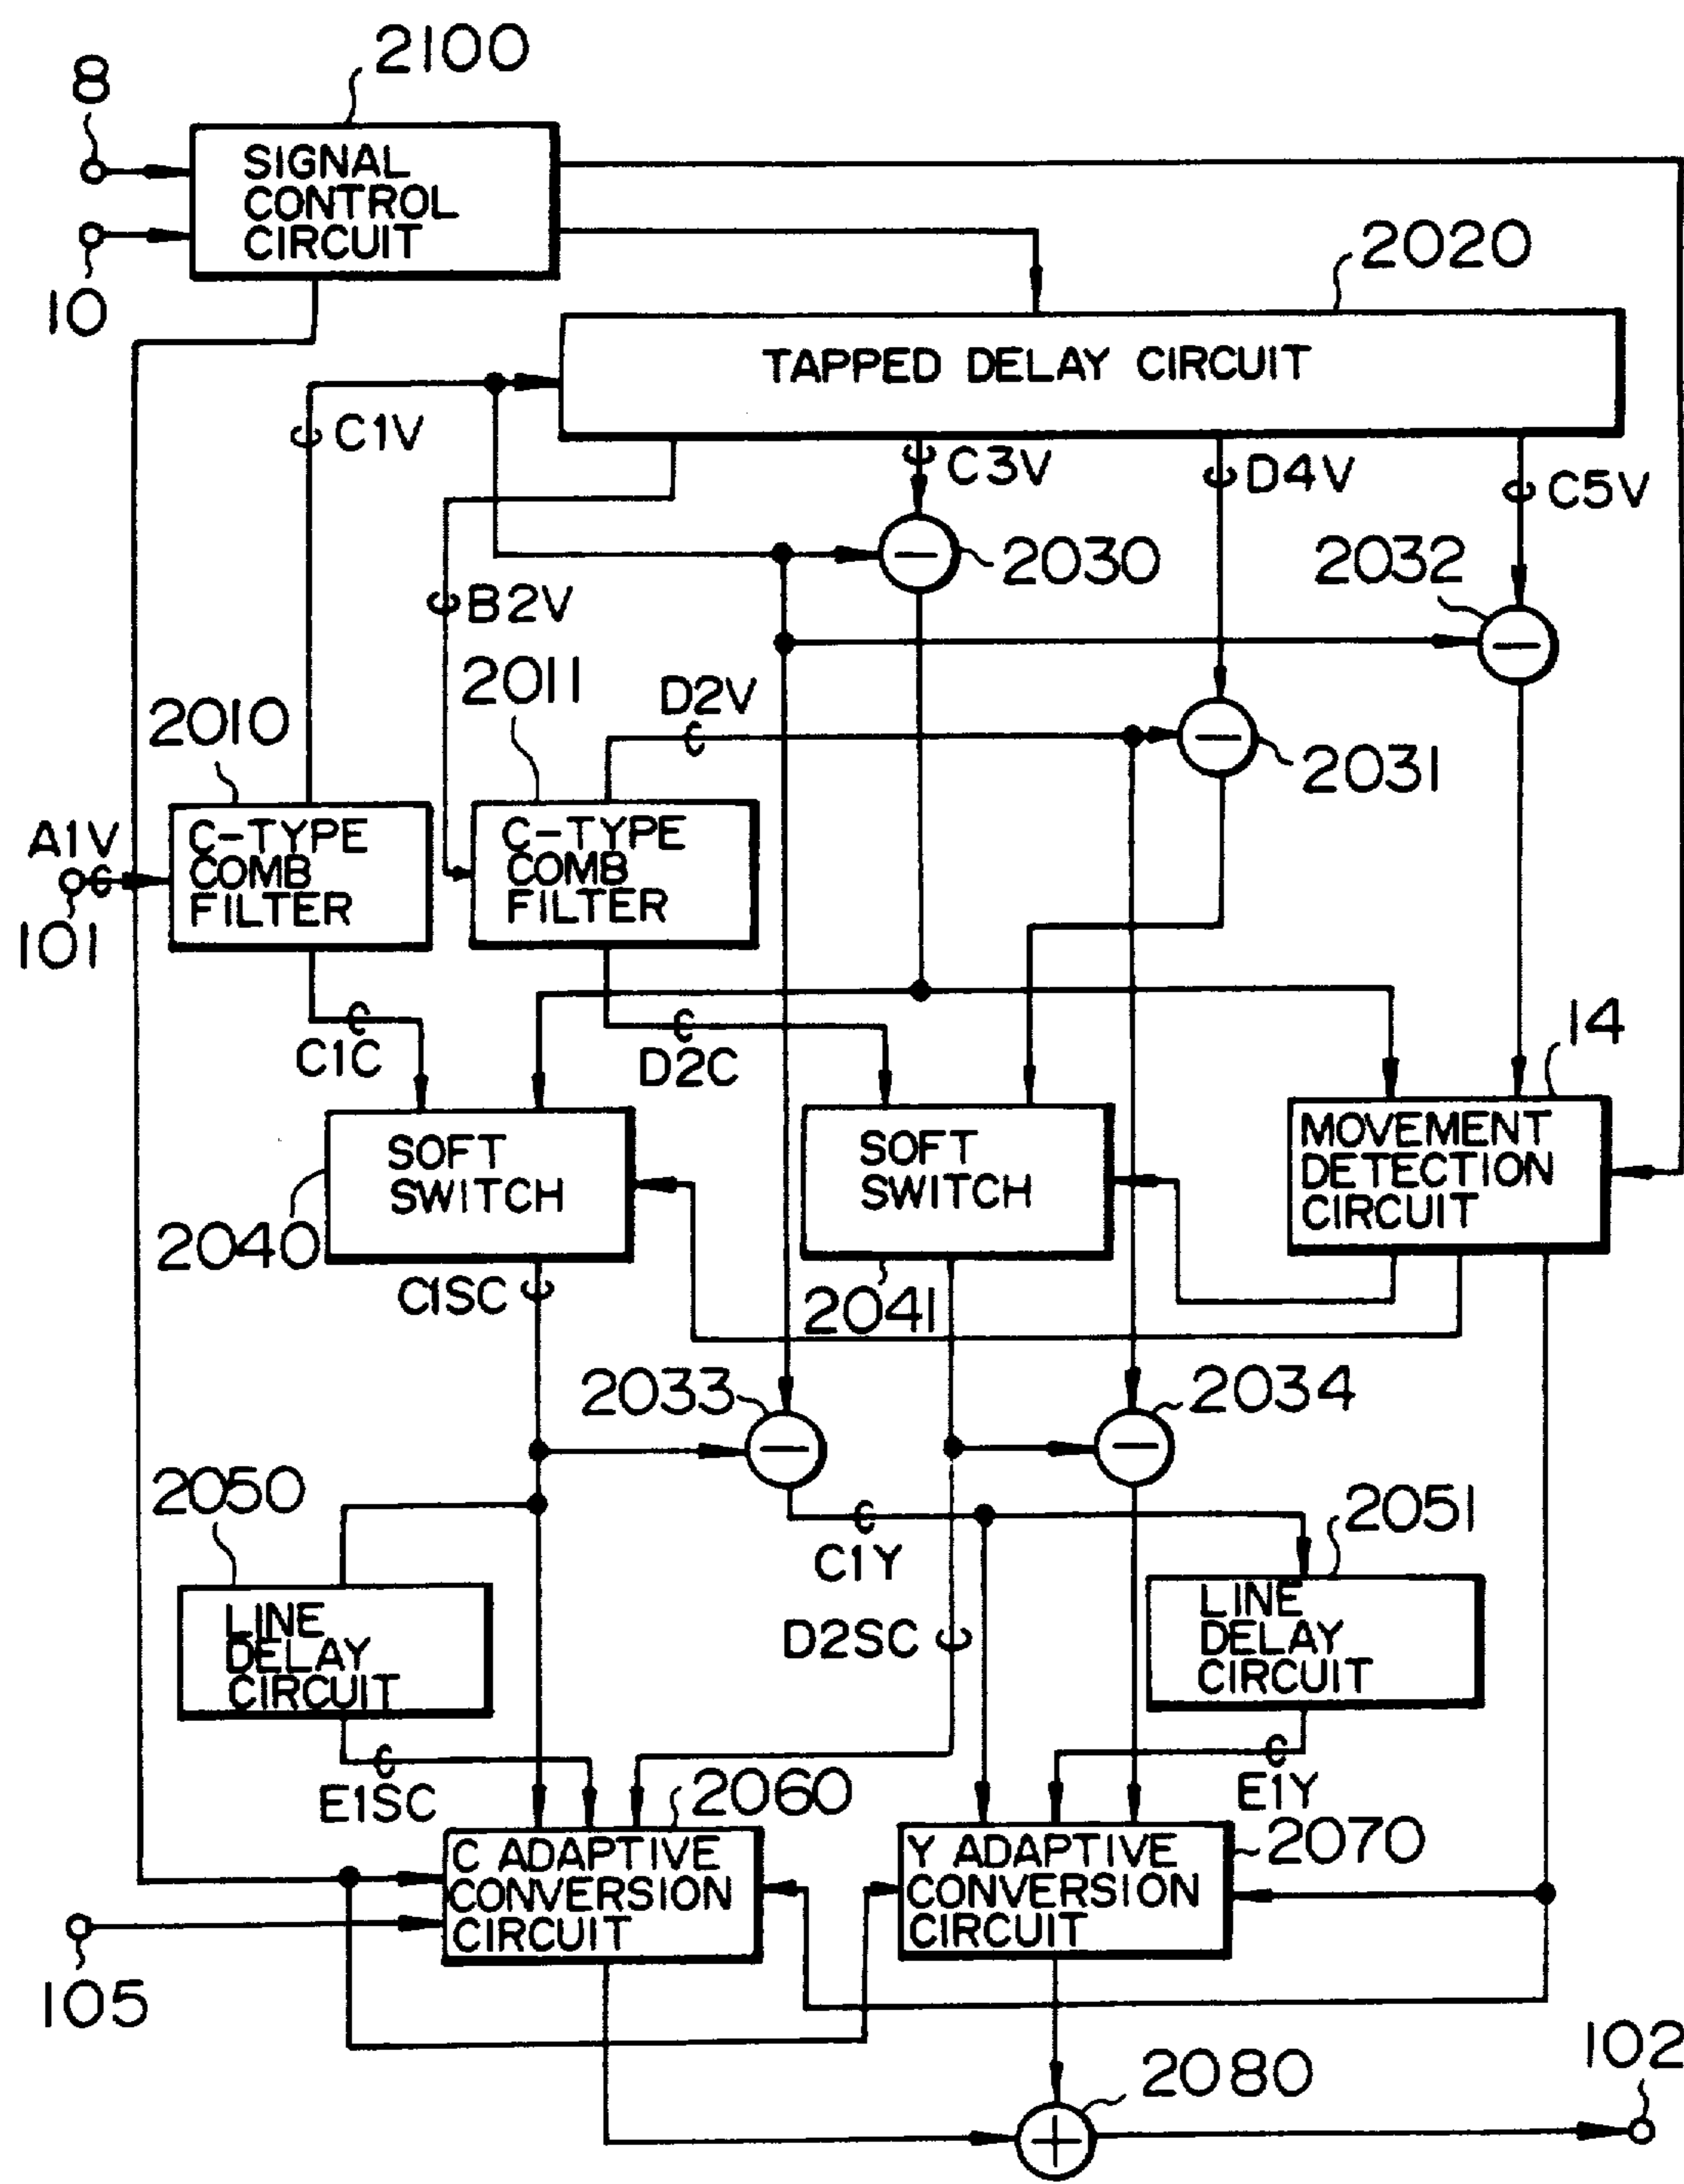 2100
8
SIGNAL
CONTROL
CIRCUIT
10
2020
TAPPED DELAY CIRCUIT
C1V
C3V
D4V
C5V
2030
2032
B2V
2011
D2V
2010
2031
A1V
C-TYPE
COMB
FILTER
C-TYPE
COMB
FILTER
101
C1C
D2C
14
SOFT
SWITCH
SOFT
SWITCH
MOVEMENT
DETECTION
CIRCUIT
2040
C1SC
2041
2033
2034
2050
2051
C1Y
LINE
DELAY
CIRCUIT
D2SC
LINE
DELAY
CIRCUIT
E1SC
2060
E1Y
2070
C ADAPTIVE
CONVERSION
CIRCUIT
Y ADAPTIVE
CONVERSION
CIRCUIT
105
102
2080